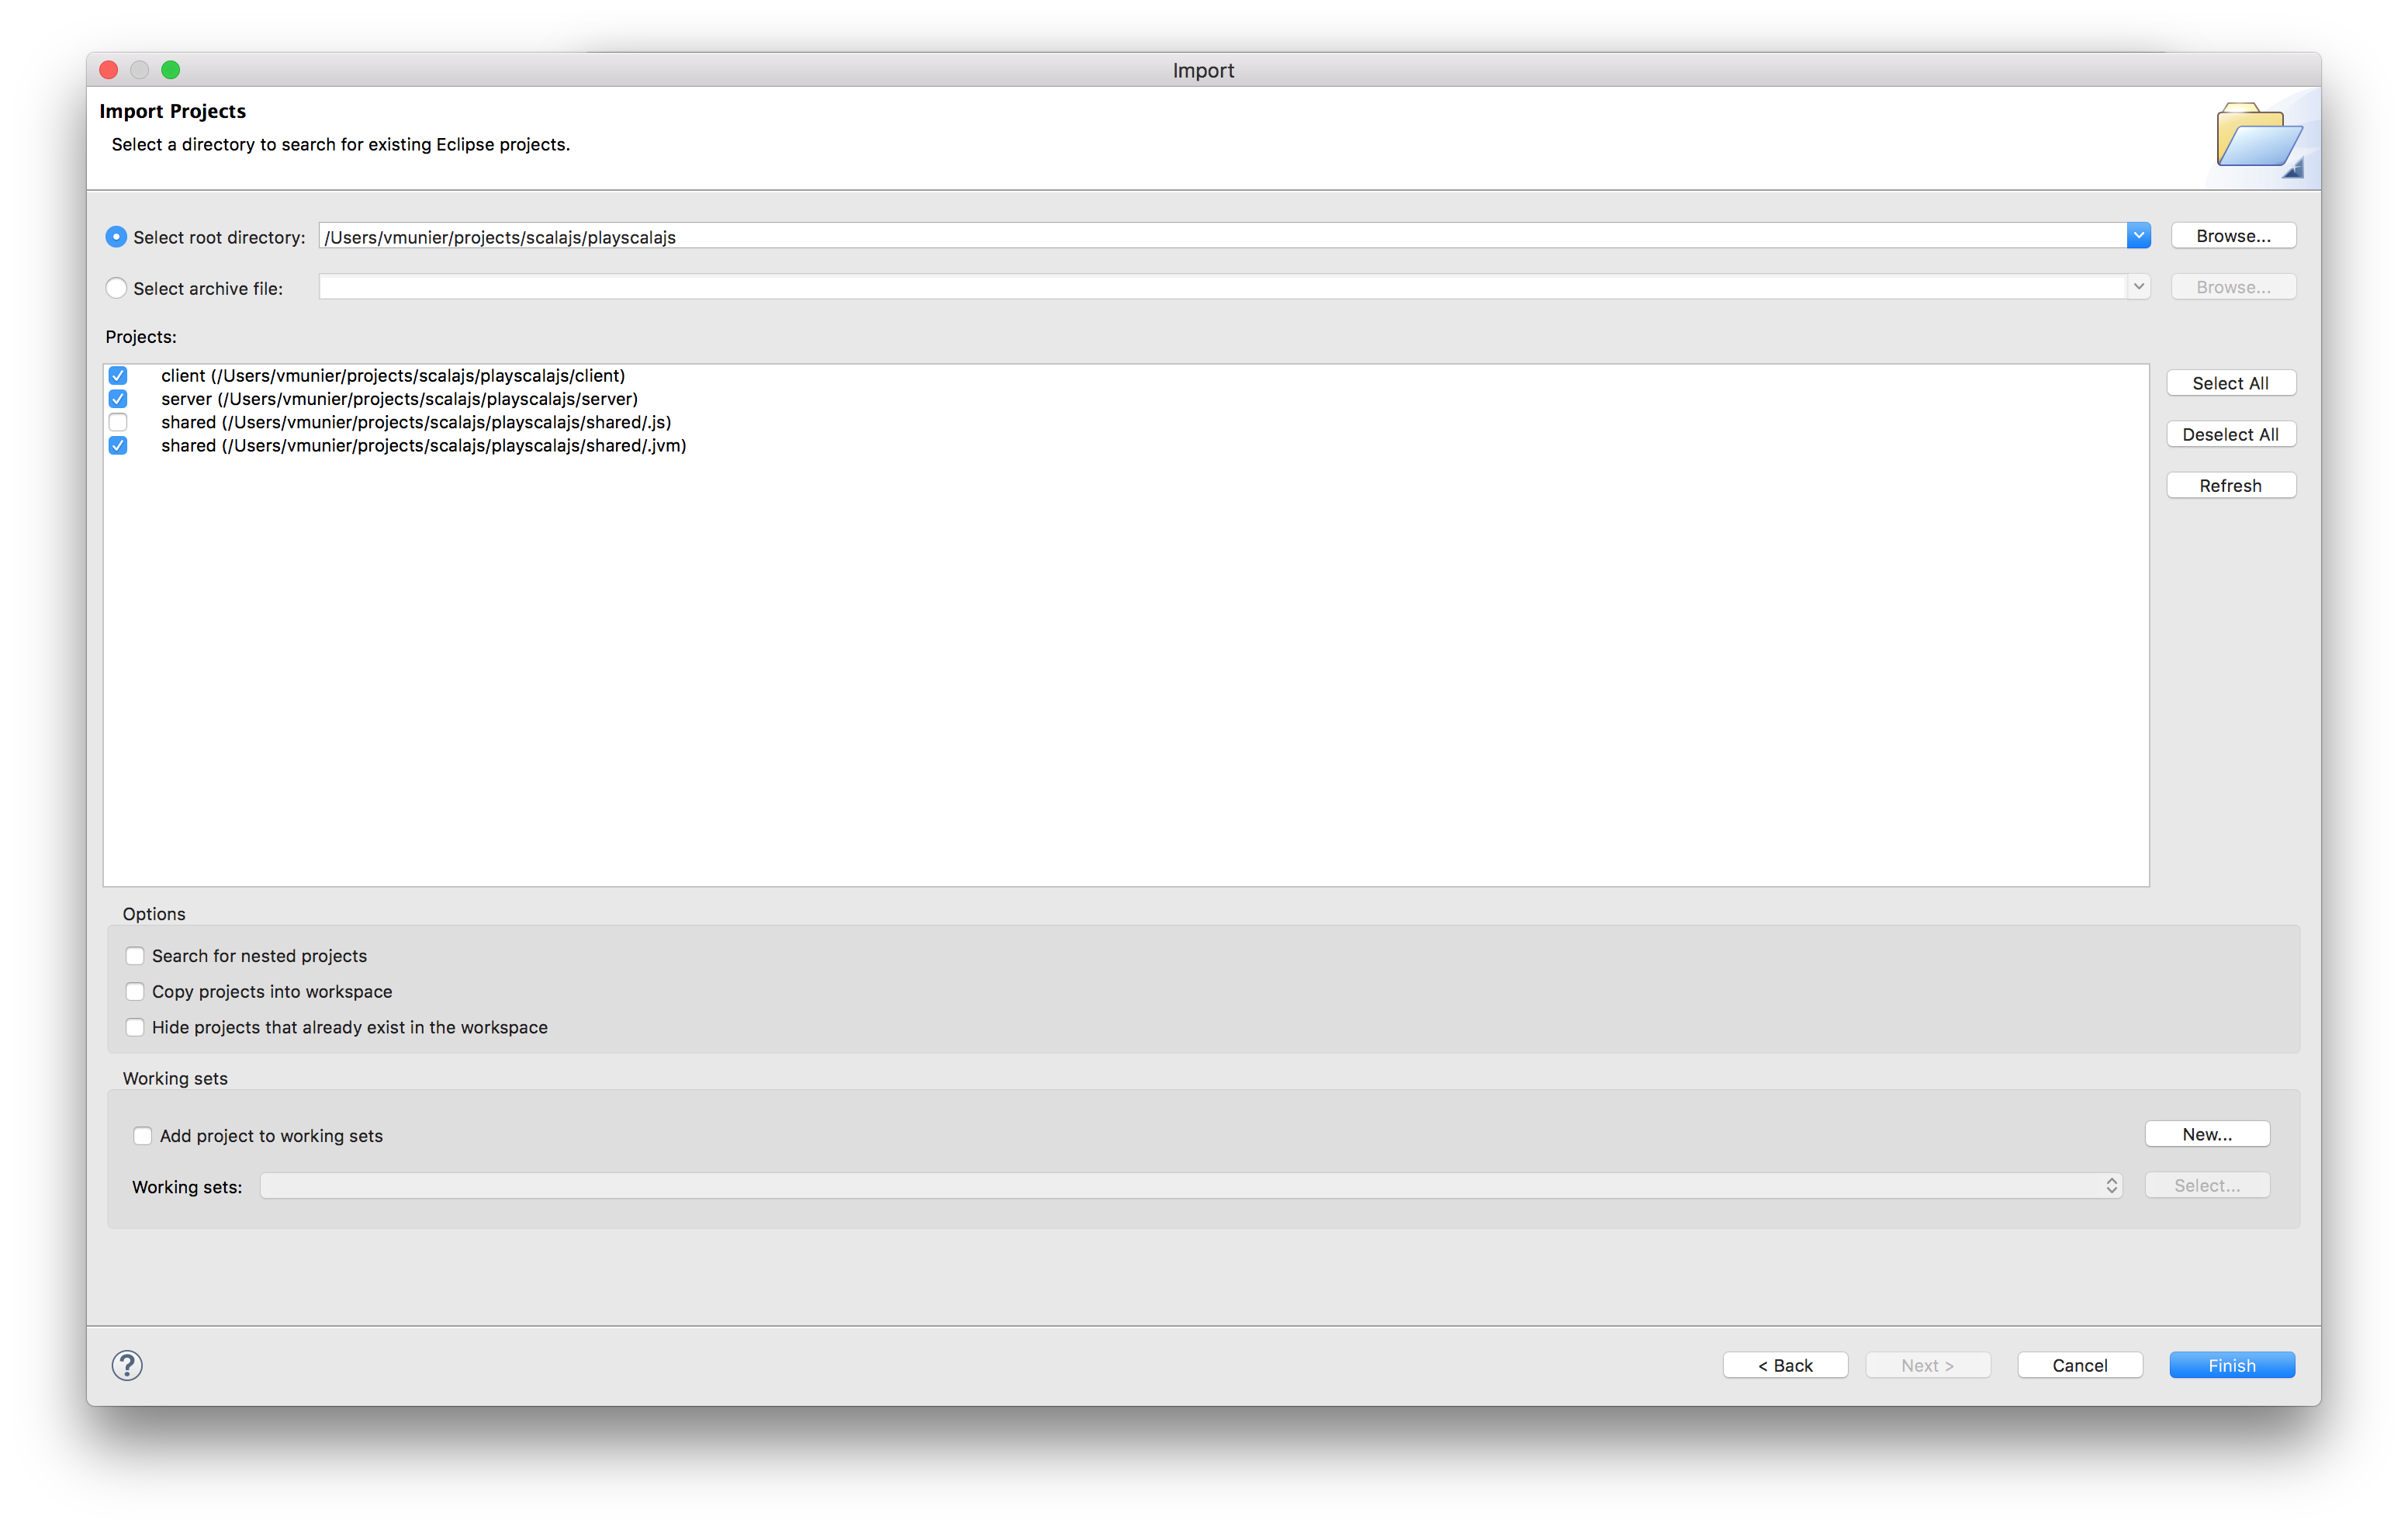 Import
Import Projects
Select a directory to search for existing Eclipse projects.
Select root directory: /Users/vmunier/projects/scalajs/playscalajs Browse...
Select archive file: Browse...
Projects:
client (/Users/vmunier/projects/scalajs/playscalajs/client)
server (/Users/vmunier/projects/scalajs/playscalajs/server)
shared (/Users/vmunier/projects/scalajs/playscalajs/shared/.js)
shared (/Users/vmunier/projects/scalajs/playscalajs/shared/.jvm)
Select All
Deselect All
Refresh
Options
Search for nested projects
Copy projects into workspace
Hide projects that already exist in the workspace
Working sets
Add project to working sets New...
Working sets: Select...
? < Back Next > Cancel Finish